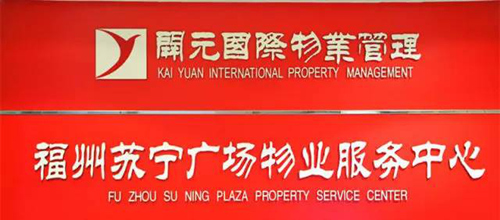 開元國際物業管理
KAI YUAN INTERNATIONAL PROPERTY MANAGEMENT
福州苏宁广场物业服务中心
FU ZHOU SU NING PLAZA PROPERTY SERVICE CENTER